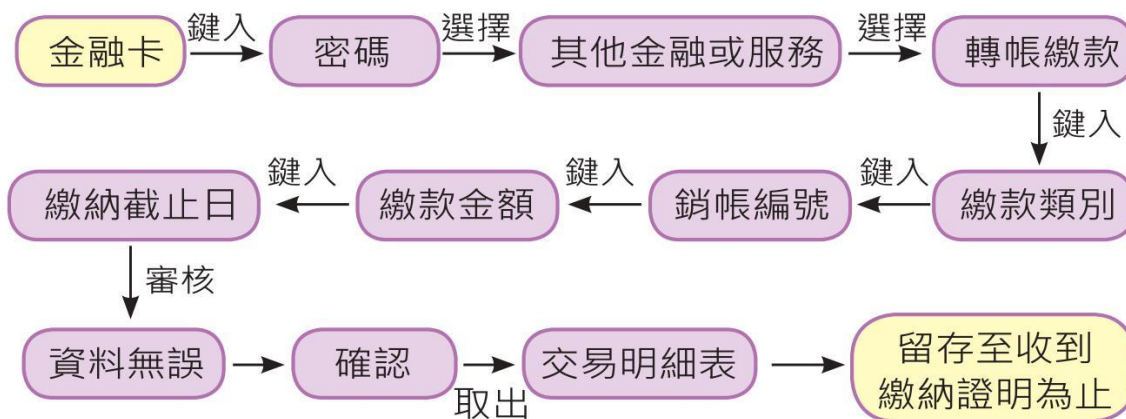 金融卡
鍵入
密碼
選擇
其他金融或服務
選擇
轉帳繳款
鍵入
繳款類別
鍵入
銷帳編號
鍵入
繳款金額
鍵入
繳納截止日
審核
資料無誤
確認
取出
交易明細表
留存至收到
繳納證明為止